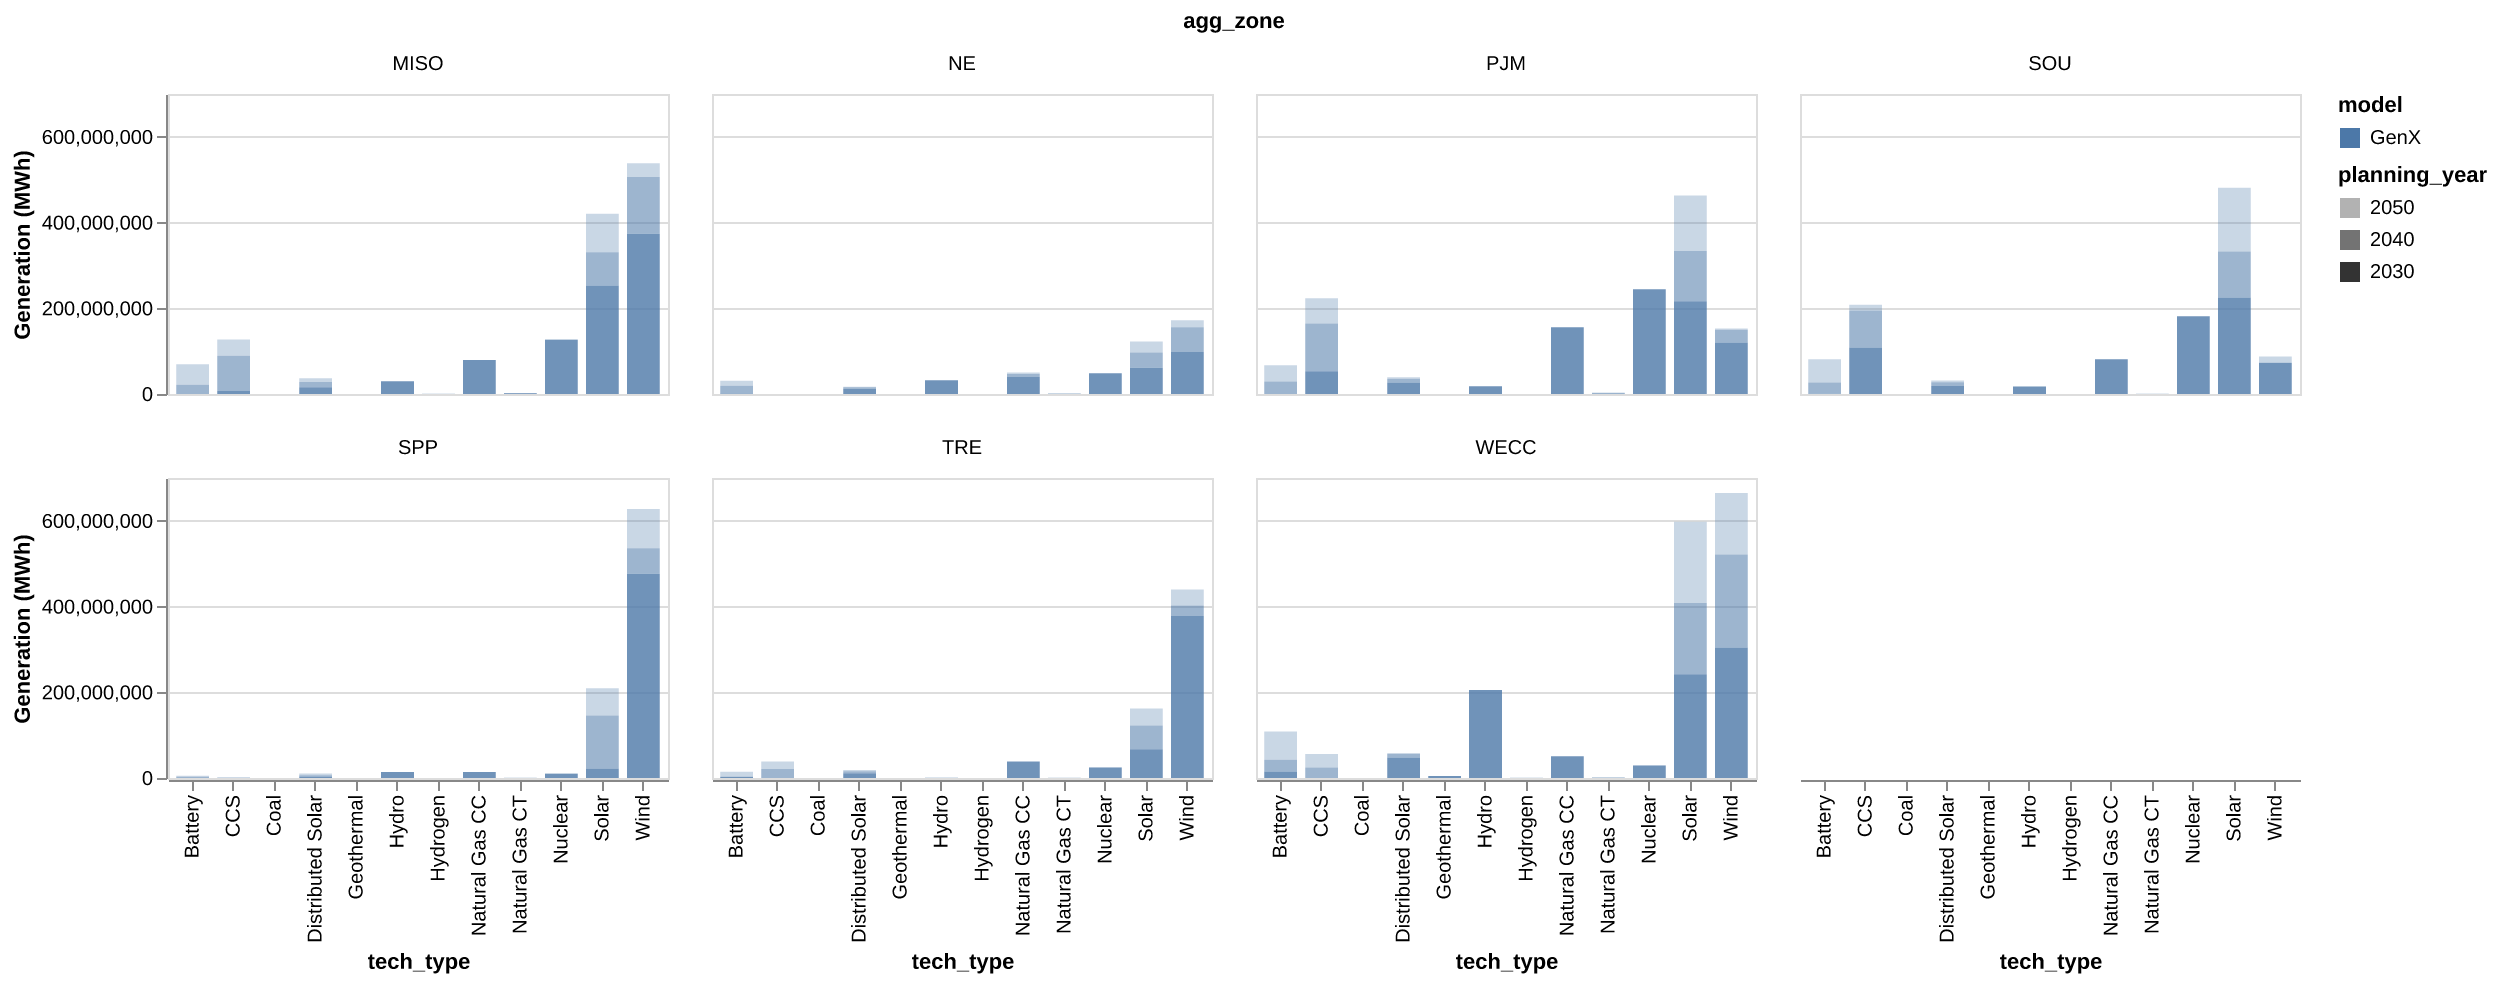 agg_zone
MISO
NE
PJM
SOU
Generation (MWh)
600,000,000
400,000,000
200,000,000
0
model
GenX
planning_year
2050
2040
2030
SPP
TRE
WECC
Generation (MWh)
600,000,000
400,000,000
200,000,000
0
Battery
CCS
Coal
Distributed Solar
Geothermal
Hydro
Hydrogen
Natural Gas CC
Natural Gas CT
Nuclear
Solar
Wind
Battery
CCS
Coal
Distributed Solar
Geothermal
Hydro
Hydrogen
Natural Gas CC
Natural Gas CT
Nuclear
Solar
Wind
Battery
CCS
Coal
Distributed Solar
Geothermal
Hydro
Hydrogen
Natural Gas CC
Natural Gas CT
Nuclear
Solar
Wind
Battery
CCS
Coal
Distributed Solar
Geothermal
Hydro
Hydrogen
Natural Gas CC
Natural Gas CT
Nuclear
Solar
Wind
tech_type
tech_type
tech_type
tech_type